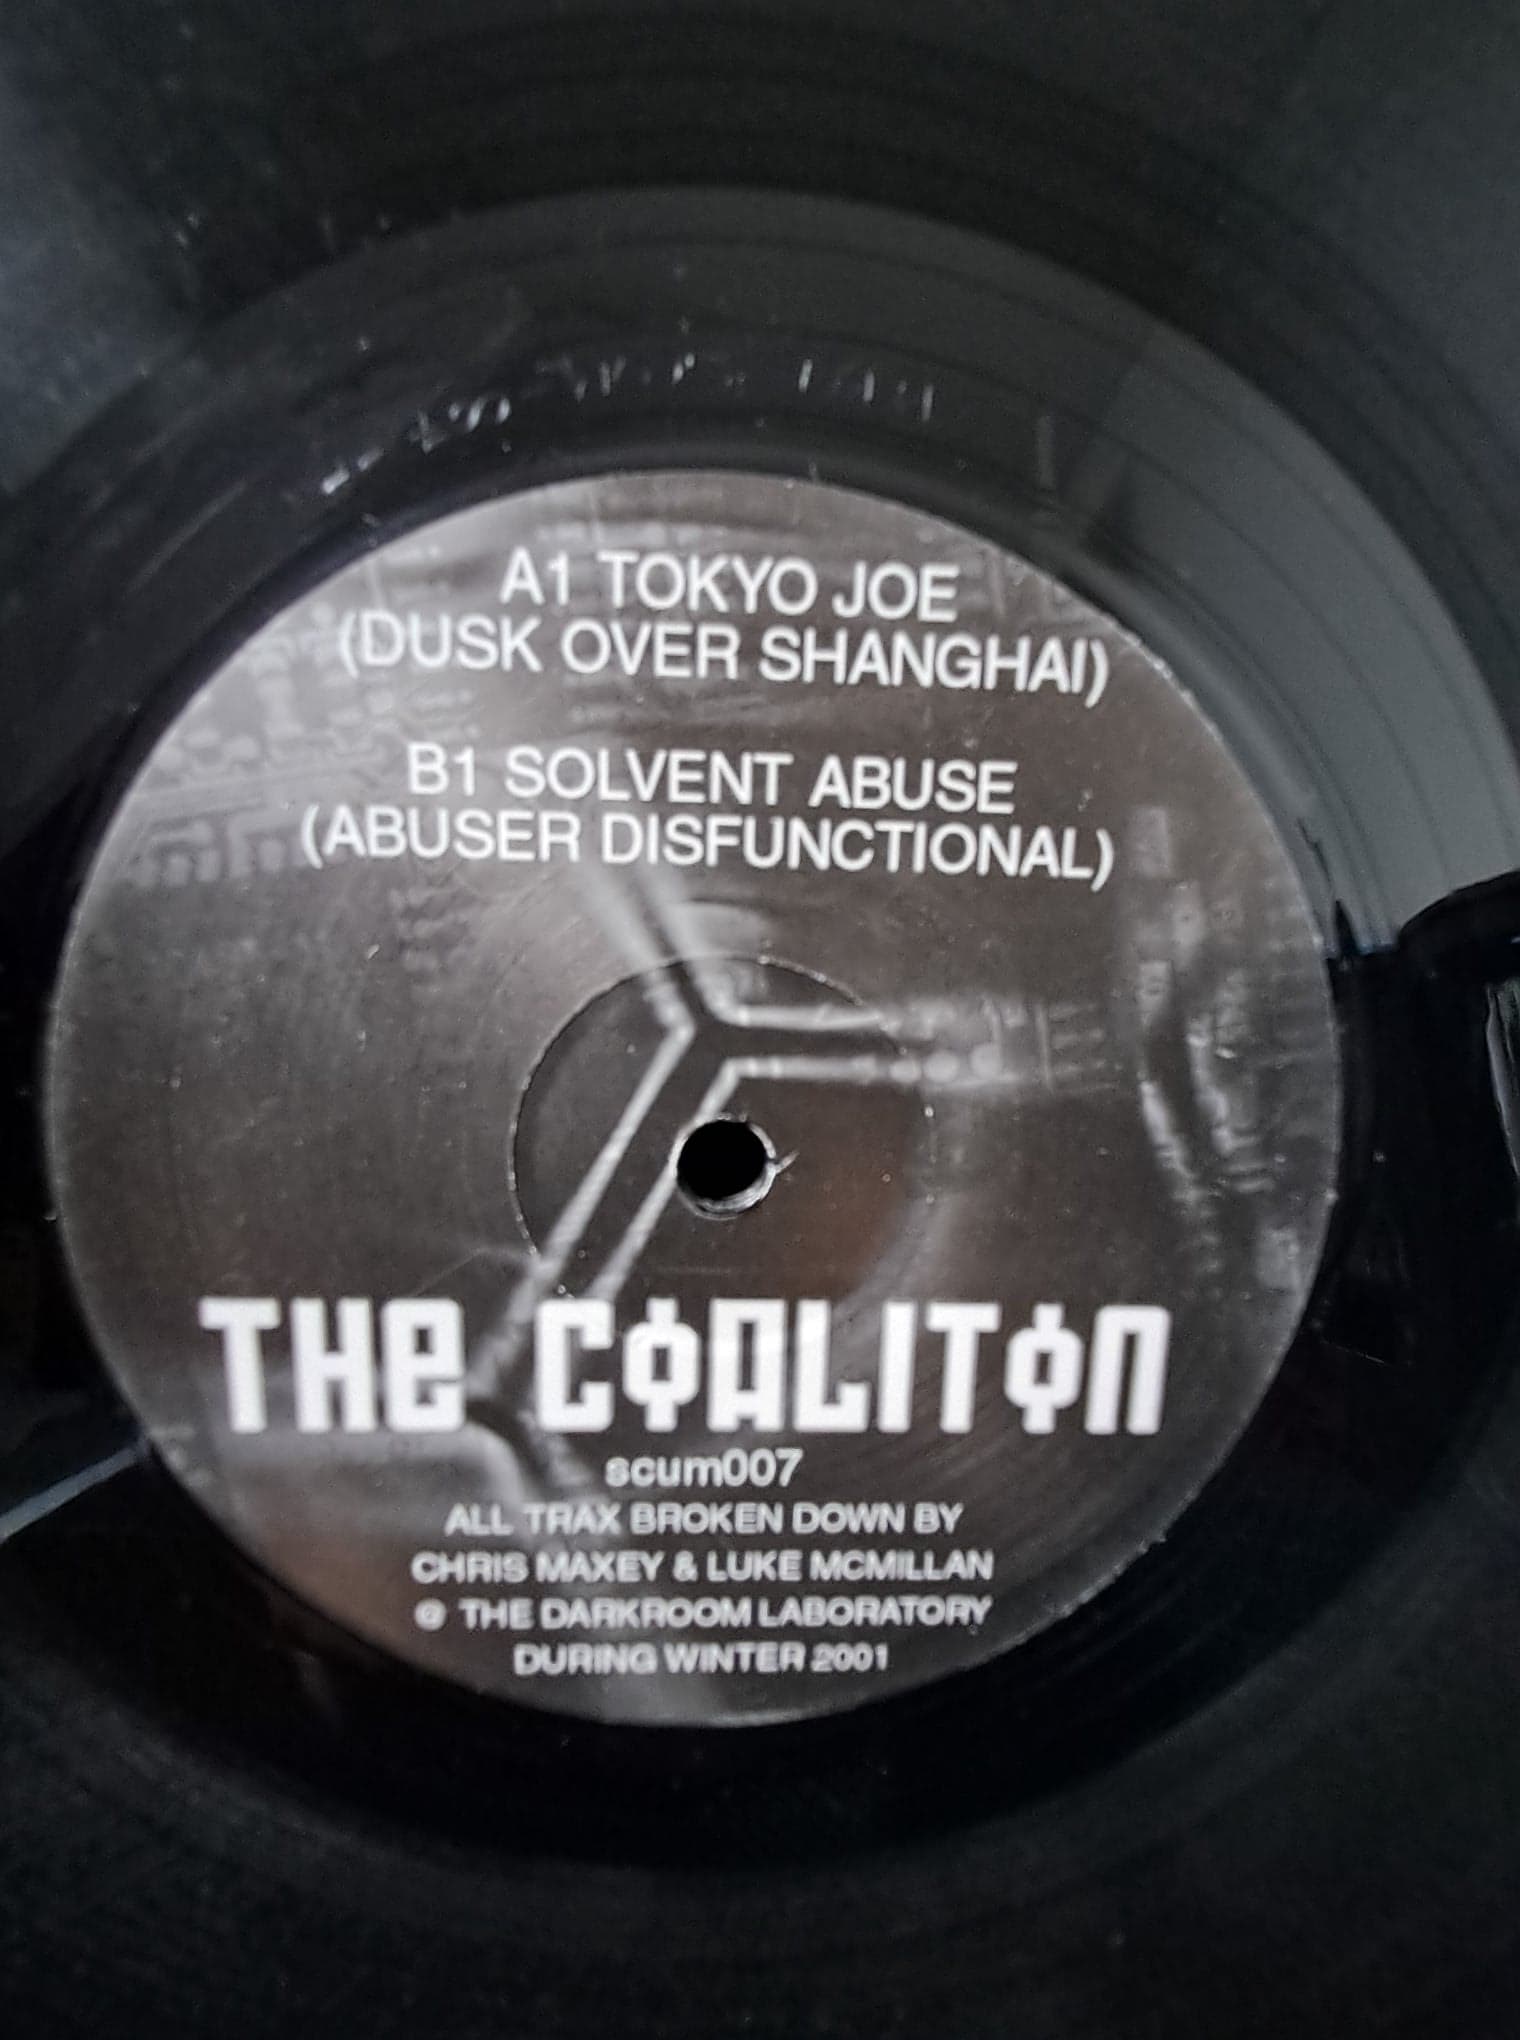 A1 TOKYO JOE
(DUSK OVER SHANGHAI)
B1 SOLVENT ABUSE
(ABUSER DISFUNCTIONAL)
THE COALITON
scum007
ALL TRAX BROKEN DOWN BY
CHRIS MAXEY & LUKE MCMILLAN
@ THE DARKROOM LABORATORY
DURING WINTER 2001